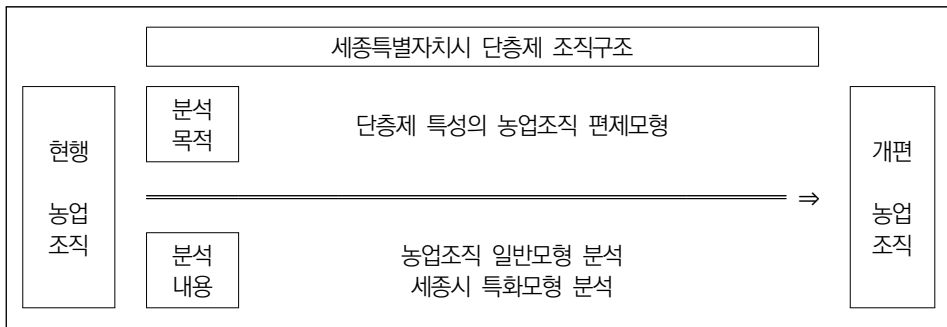 세종특별자치시 단층제 조직구조
현행
농업
조직
분석
목적
단층제 특성의 농업조직 편제모형
⇒
분석
내용
농업조직 일반모형 분석
세종시 특화모형 분석
개편
농업
조직